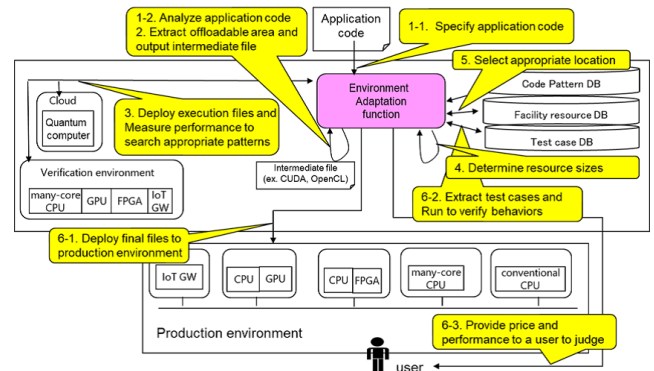 1-2. Analyze application code
2. Extract offloadable area and
output intermediate file
Application
code
1-1. Specify application code
5. Select appropriate location
Environment
Adaptation
function
Code Pattern DB
Facility resource DB
Test case DB
Cloud
Quantum
computer
3. Deploy execution files and
Measure performance to
search appropriate patterns
Intermediate file
(ex. CUDA, OpenCL)
4. Determine resource sizes
Verification environment
many-core
CPU
GPU
FPGA
IoT
GW
6-2. Extract test cases and
Run to verify behaviors
6-1. Deploy final files to
production environment
IoT GW
CPU
GPU
CPU
FPGA
many-core
CPU
conventional
CPU
Production environment
6-3. Provide price and
performance to a user to judge
user